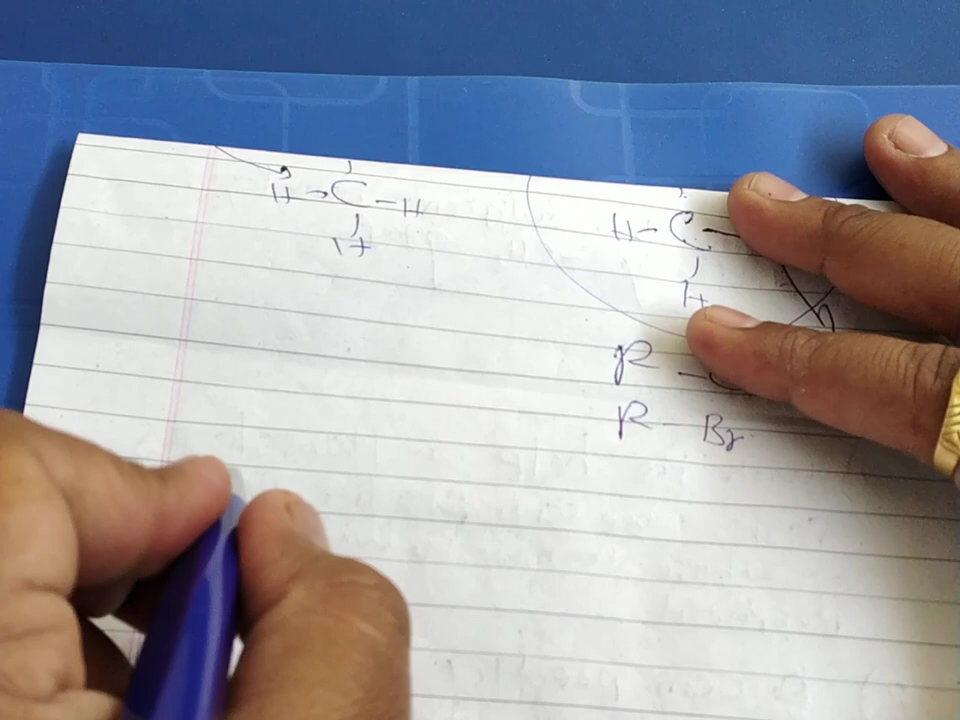 H - C - H
H
H - C -
H
R - C
R - Br